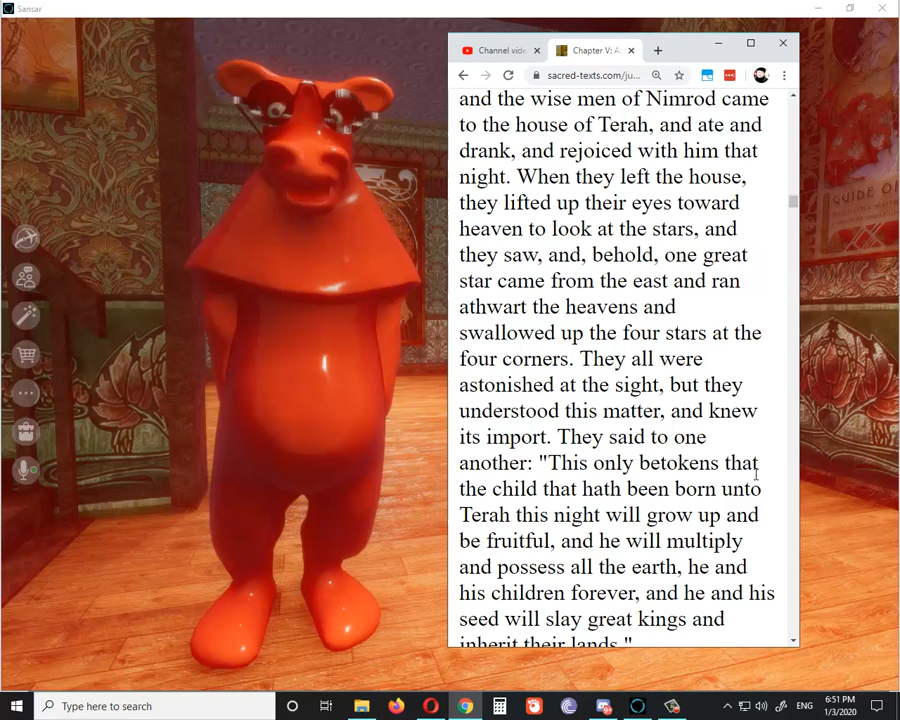 Sansar
Channel vide
Chapter V: A
sacred-texts.com/ju...
and the wise men of Nimrod came
to the house of Terah, and ate and
drank, and rejoiced with him that
night. When they left the house,
they lifted up their eyes toward
heaven to look at the stars, and
they saw, and, behold, one great
star came from the east and ran
athwart the heavens and
swallowed up the four stars at the
four corners. They all were
astonished at the sight, but they
understood this matter, and knew
its import. They said to one
another: "This only betokens that
the child that hath been born unto
Terah this night will grow up and
be fruitful, and he will multiply
and possess all the earth, he and
his children forever, and he and his
seed will slay great kings and
inherit their lands."
GUIDE OF
Type here to search
ENG
6:51 PM
1/3/2020